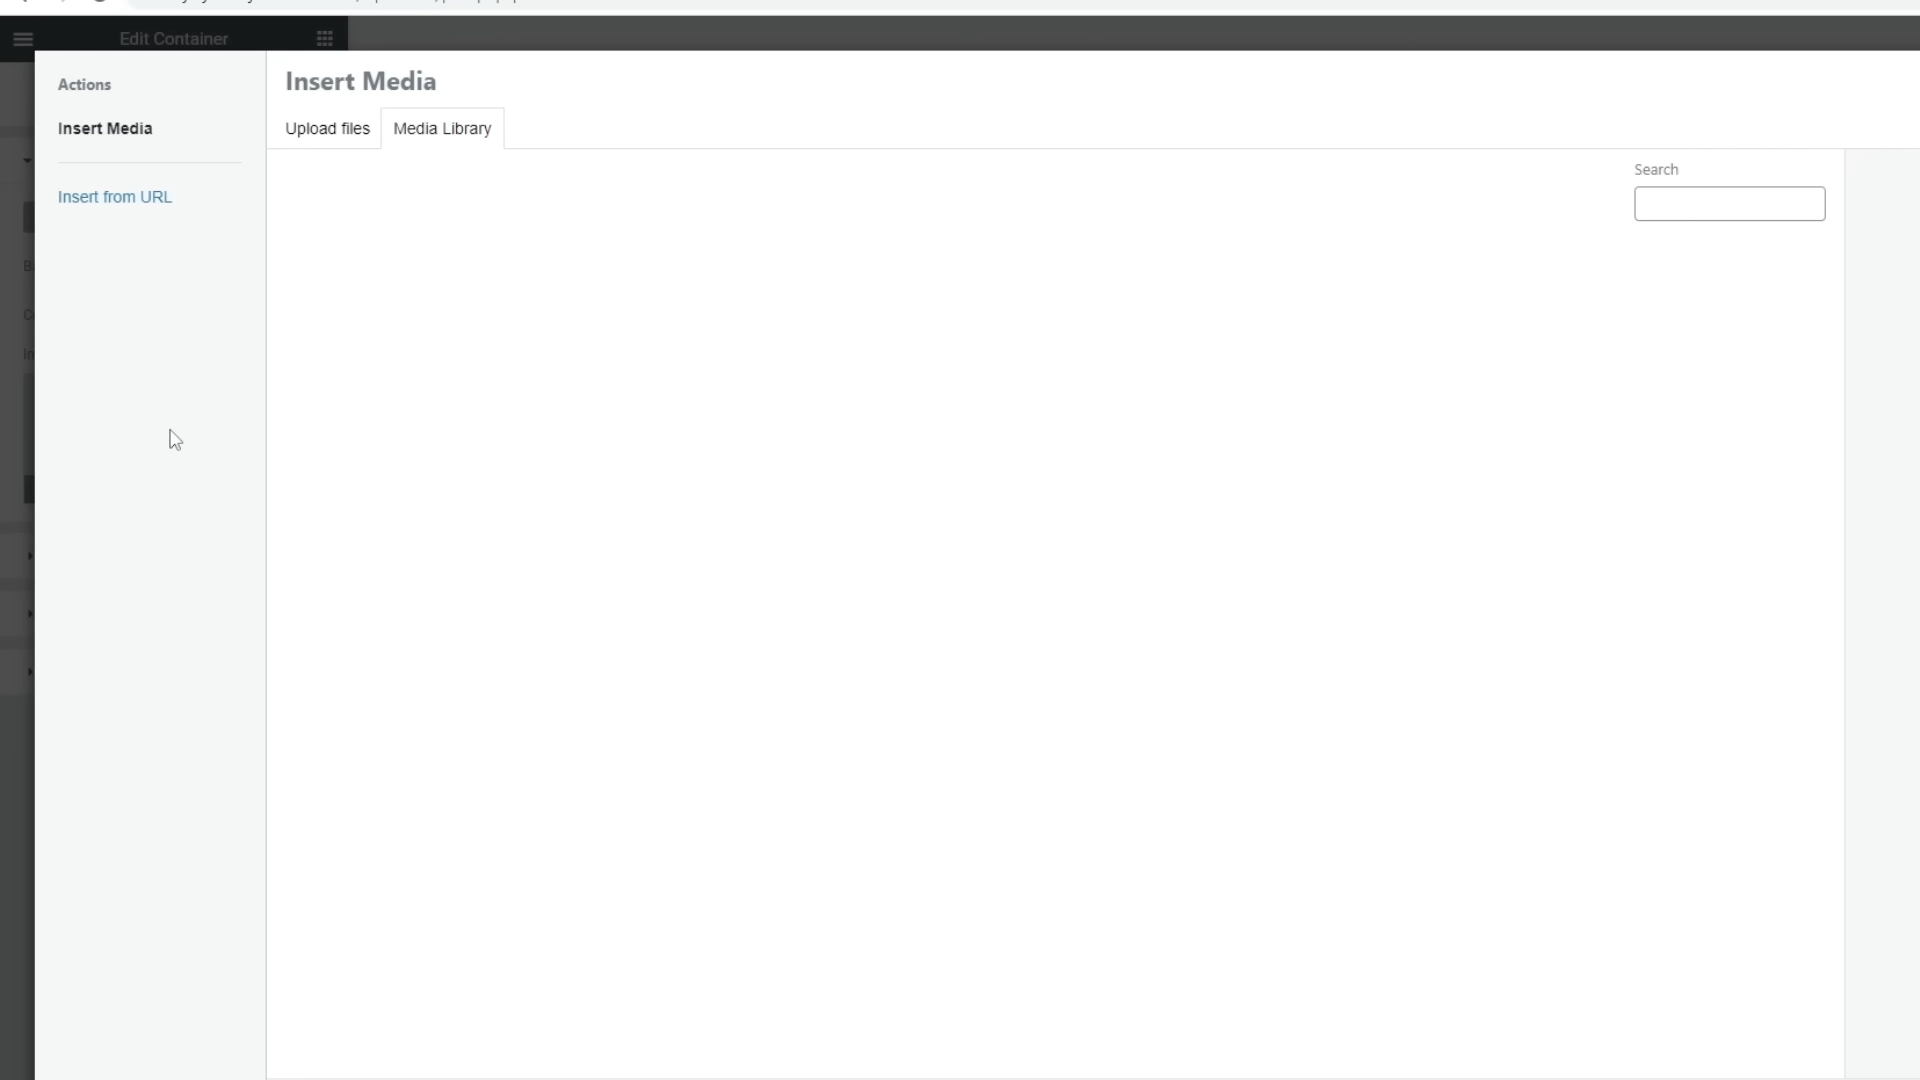 Edit Container
Actions
Insert Media
Insert from URL
Insert Media
Upload files
Media Library
Search